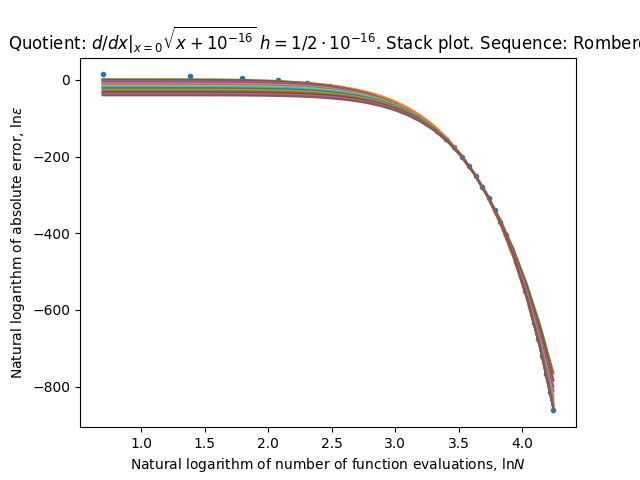 Quotient: $d/dx|_{x=0}\sqrt{x+10^{-16}}\ h=1/2\cdot10^{-16}$. Stack plot. Sequence: Romber
0
−200
−400
−600
−800
Natural logarithm of absolute error, lnε
1.0 1.5 2.0 2.5 3.0 3.5 4.0
Natural logarithm of number of function evaluations, lnN